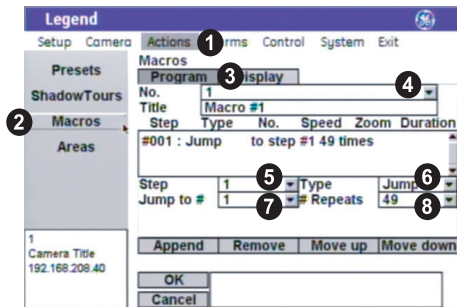 Legend
Setup Camera Actions 1 rms Control System Exit
Presets
ShadowTours
2 Macros
Areas
Macros
Program 3 Display
No. 1 4
Title Macro #1
Step Type No. Speed Zoom Duration
#001 : Jump to step #1 49 times
Step 1 5 Type Jump 6
Jump to # 1 7 # Repeats 49 8
1
Camera Title
192.168.208.40
Append Remove Move up Move down
OK
Cancel